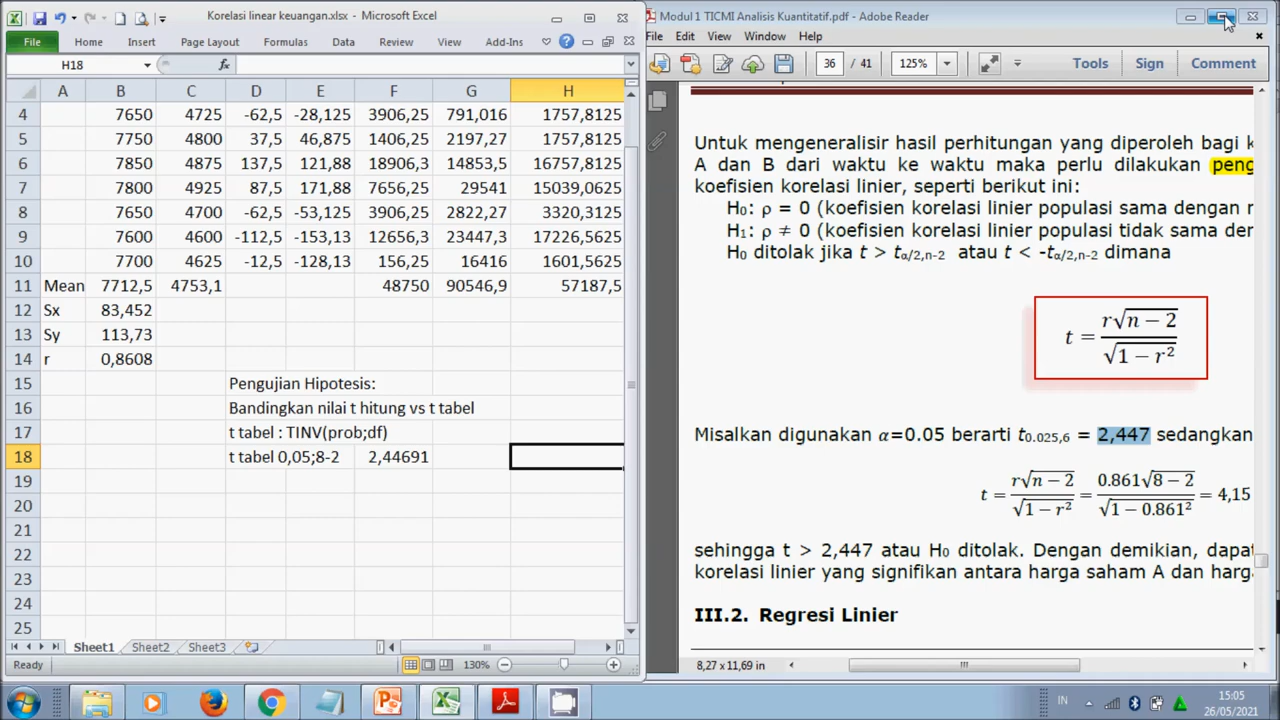 Korelasi linear keuangan.xlsx - Microsoft Excel
File Home Insert Page Layout Formulas Data Review View Add-Ins
H18 fx
A B C D E F G H
4 7650 4725 -62,5 -28,125 3906,25 791,016 1757,8125
5 7750 4800 37,5 46,875 1406,25 2197,27 1757,8125
6 7850 4875 137,5 121,88 18906,3 14853,5 16757,8125
7 7800 4925 87,5 171,88 7656,25 29541 15039,0625
8 7650 4700 -62,5 -53,125 3906,25 2822,27 3320,3125
9 7600 4600 -112,5 -153,13 12656,3 23447,3 17226,5625
10 7700 4625 -12,5 -128,13 156,25 16416 1601,5625
11 Mean 7712,5 4753,1 48750 90546,9 57187,5
12 Sx 83,452
13 Sy 113,73
14 r 0,8608
15 Pengujian Hipotesis:
16 Bandingkan nilai t hitung vs t tabel
17 t tabel : TINV(prob;df)
18 t tabel 0,05;8-2 2,44691
19
20
21
22
23
24
25
Sheet1 Sheet2 Sheet3
Ready 130%
Modul 1 TICMI Analisis Kuantitatif.pdf - Adobe Reader
File Edit View Window Help
36 / 41 125% Tools Sign Comment
Untuk mengeneralisir hasil perhitungan yang diperoleh bagi k
A dan B dari waktu ke waktu maka perlu dilakukan peng
koefisien korelasi linier, seperti berikut ini:
H₀: ρ = 0 (koefisien korelasi linier populasi sama dengan n
H₁: ρ ≠ 0 (koefisien korelasi linier populasi tidak sama den
H₀ ditolak jika t > tα/2,n-2 atau t < -tα/2,n-2 dimana
t = r√n − 2 / √1 − r²
Misalkan digunakan α=0.05 berarti t0.025,6 = 2,447 sedangkan
t = r√n − 2 / √1 − r² = 0.861√8 − 2 / √1 − 0.861² = 4,15
sehingga t > 2,447 atau H₀ ditolak. Dengan demikian, dapat
korelasi linier yang signifikan antara harga saham A dan harga
III.2. Regresi Linier
8,27 x 11,69 in
IN 15:05
26/05/2021